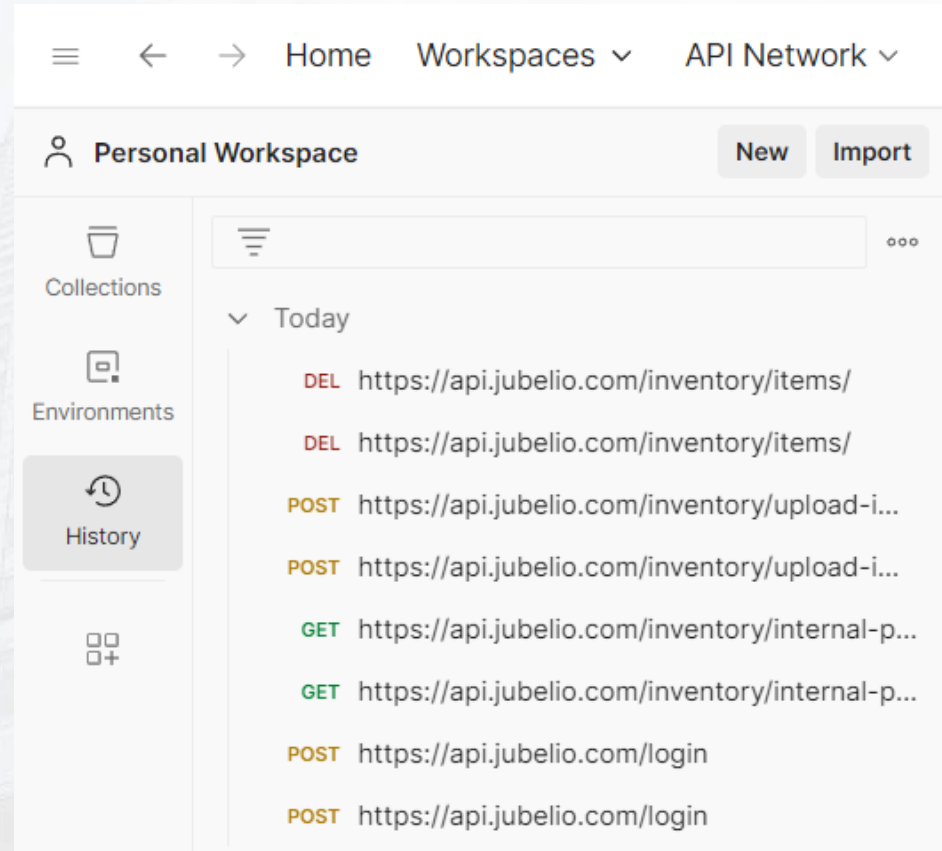 Home Workspaces API Network
Personal Workspace New Import
Collections
Environments
History
Today
DEL https://api.jubelio.com/inventory/items/
DEL https://api.jubelio.com/inventory/items/
POST https://api.jubelio.com/inventory/upload-i...
POST https://api.jubelio.com/inventory/upload-i...
GET https://api.jubelio.com/inventory/internal-p...
GET https://api.jubelio.com/inventory/internal-p...
POST https://api.jubelio.com/login
POST https://api.jubelio.com/login